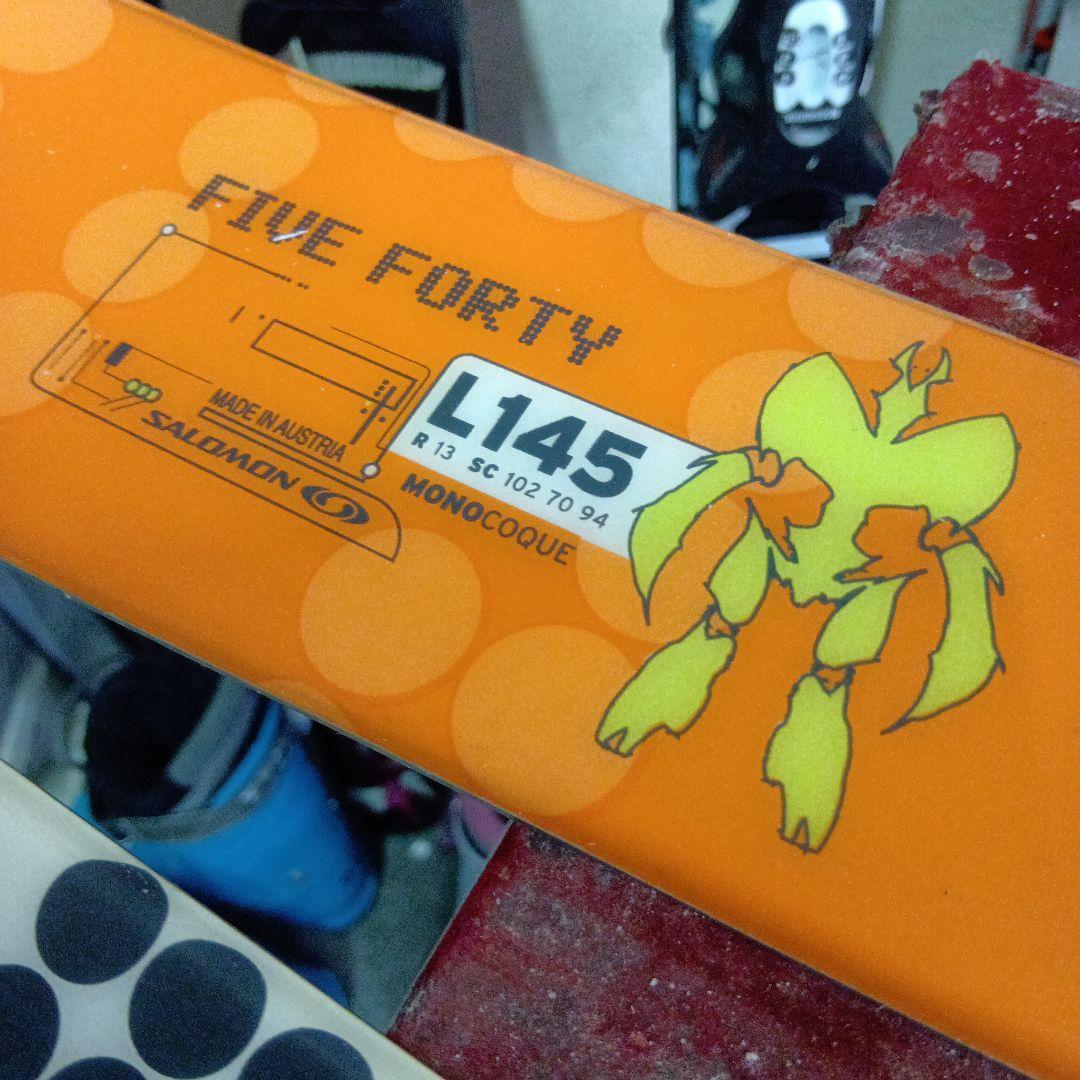 FIVE FORTY
L145
R 13 SC 102 70 94
MONOCOQUE
MADE IN AUSTRIA
SALOMON